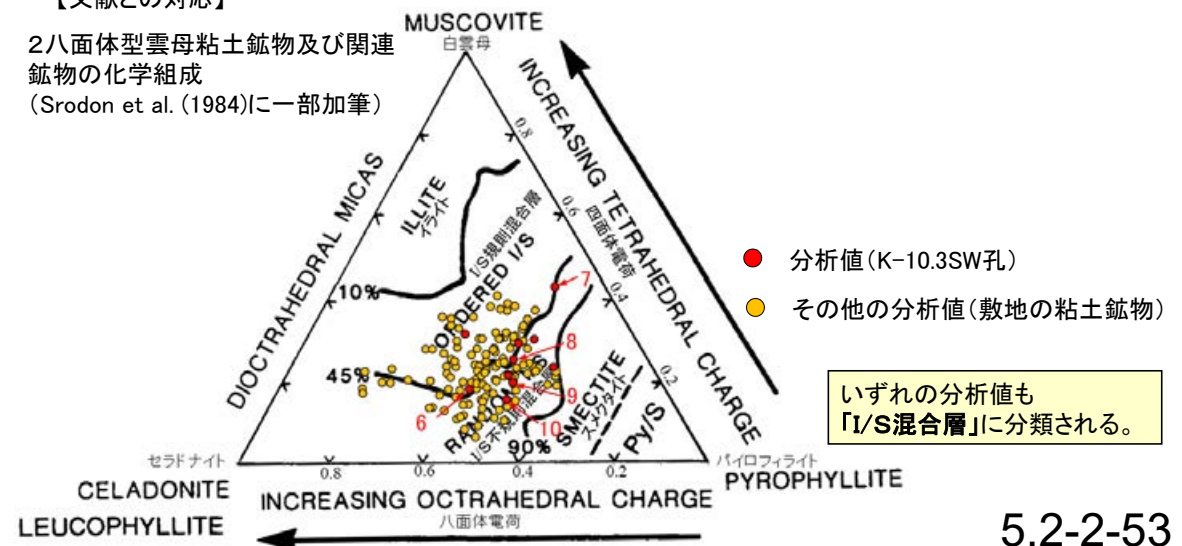 【文献との対応】
2八面体型雲母粘土鉱物及び関連
鉱物の化学組成
(Srodon et al. (1984)に一部加筆)
MUSCOVITE
白雲母
INCREASING TETRAHEDRAL CHARGE
四面体電荷
DIOCTRAHEDRAL MICAS
ILLITE
イライト
I/S規則混合層
ORDERED I/S
0.8
0.6
0.4
0.2
10%
45%
90%
I/S不規則混合層
SMECTITE
スメクタイト
Py/S
6
7
8
9
10
セラドナイト
CELADONITE
LEUCOPHYLLITE
0.8
0.6
0.4
0.2
INCREASING OCTRAHEDRAL CHARGE
八面体電荷
パイロフィライト
PYROPHYLLITE
分析値(K-10.3SW孔)
その他の分析値(敷地の粘土鉱物)
いずれの分析値も
「I/S混合層」に分類される。
5.2-2-53